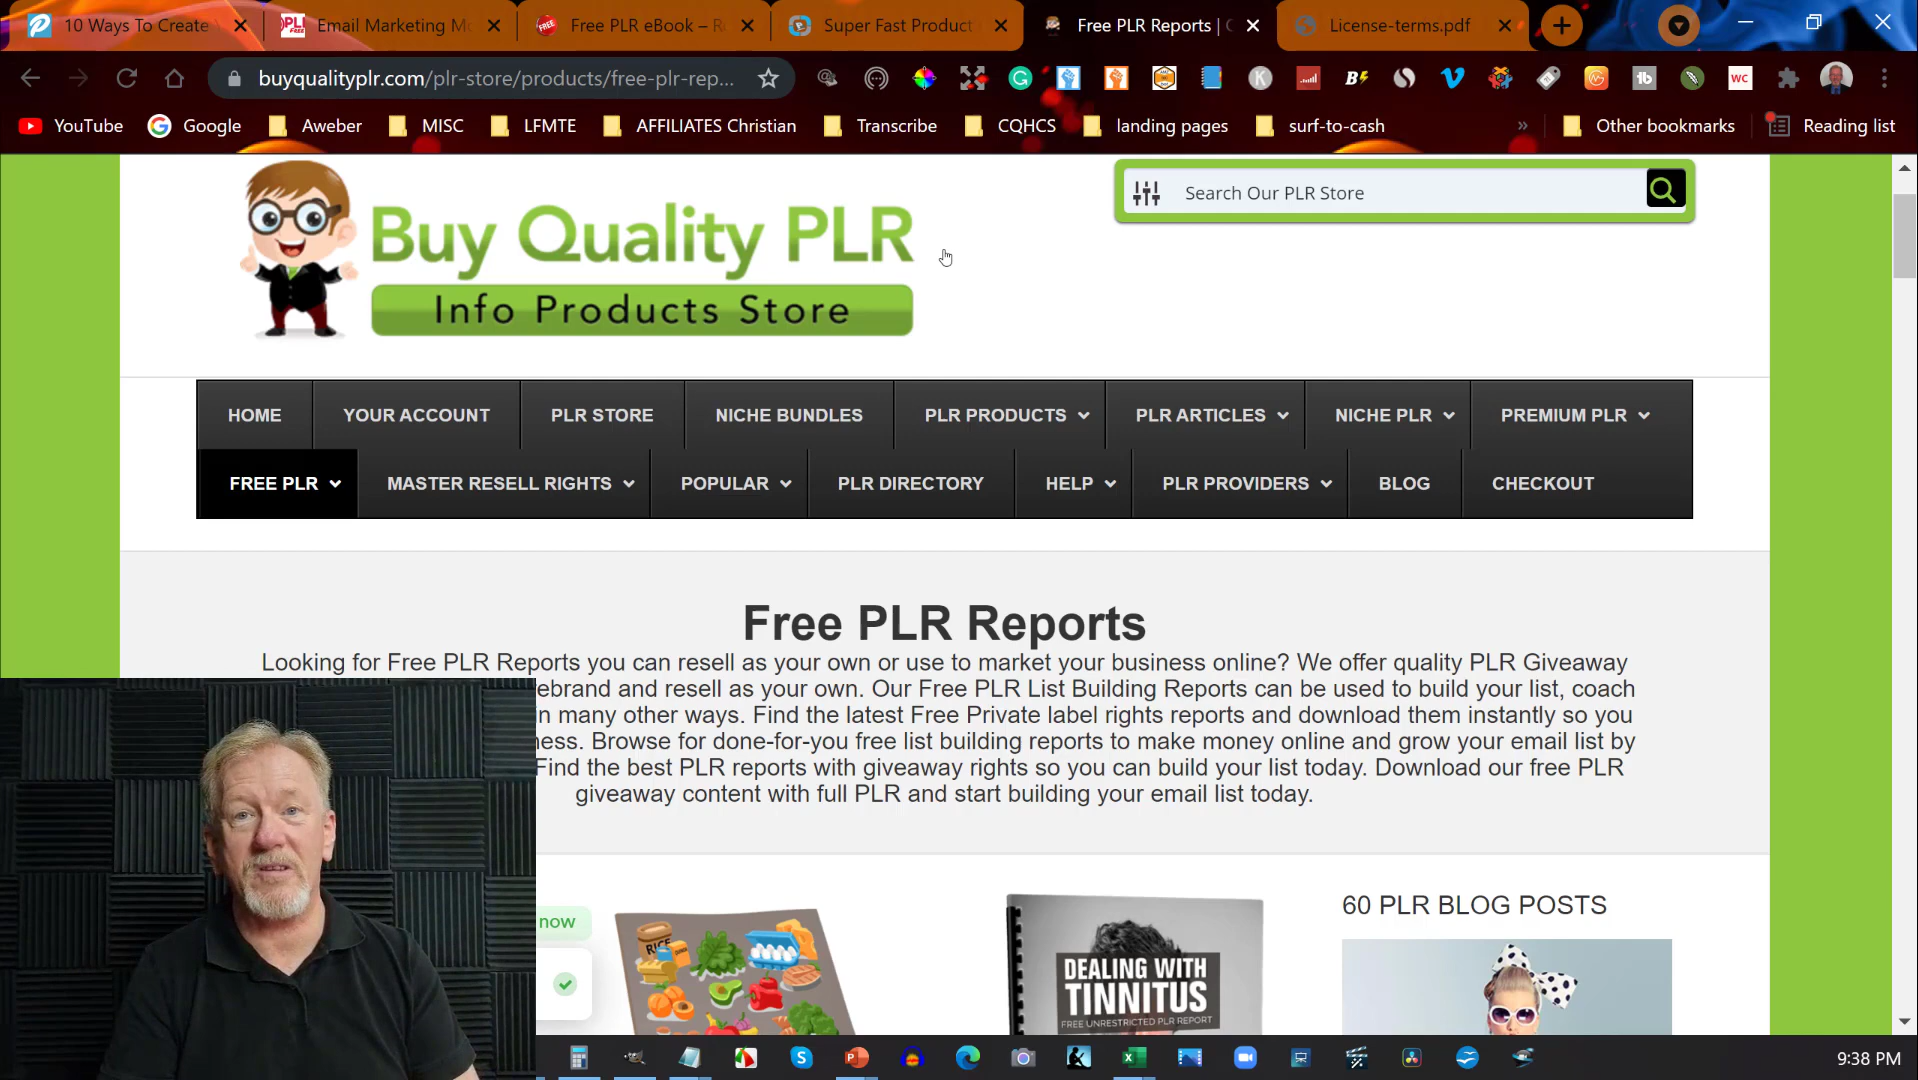 10 Ways To Create
Email Marketing Mo
Free PLR eBook – Re
Super Fast Product
Free PLR Reports | C
License-terms.pdf
buyqualityplr.com/plr-store/products/free-plr-rep...
YouTube
Google
Aweber
MISC
LFMTE
AFFILIATES Christian
Transcribe
CQHCS
landing pages
surf-to-cash
»
Other bookmarks
Reading list
Buy Quality PLR
Info Products Store
Search Our PLR Store
HOME
YOUR ACCOUNT
PLR STORE
NICHE BUNDLES
PLR PRODUCTS
PLR ARTICLES
NICHE PLR
PREMIUM PLR
FREE PLR
MASTER RESELL RIGHTS
POPULAR
PLR DIRECTORY
HELP
PLR PROVIDERS
BLOG
CHECKOUT
Free PLR Reports
Looking for Free PLR Reports you can resell as your own or use to market your business online? We offer quality PLR Giveaway
ebrand and resell as your own. Our Free PLR List Building Reports can be used to build your list, coach
in many other ways. Find the latest Free Private label rights reports and download them instantly so you
ness. Browse for done-for-you free list building reports to make money online and grow your email list by
Find the best PLR reports with giveaway rights so you can build your list today. Download our free PLR
giveaway content with full PLR and start building your email list today.
now
RICE
DEALING WITH
TINNITUS
FREE UNRESTRICTED PLR REPORT
60 PLR BLOG POSTS
9:38 PM